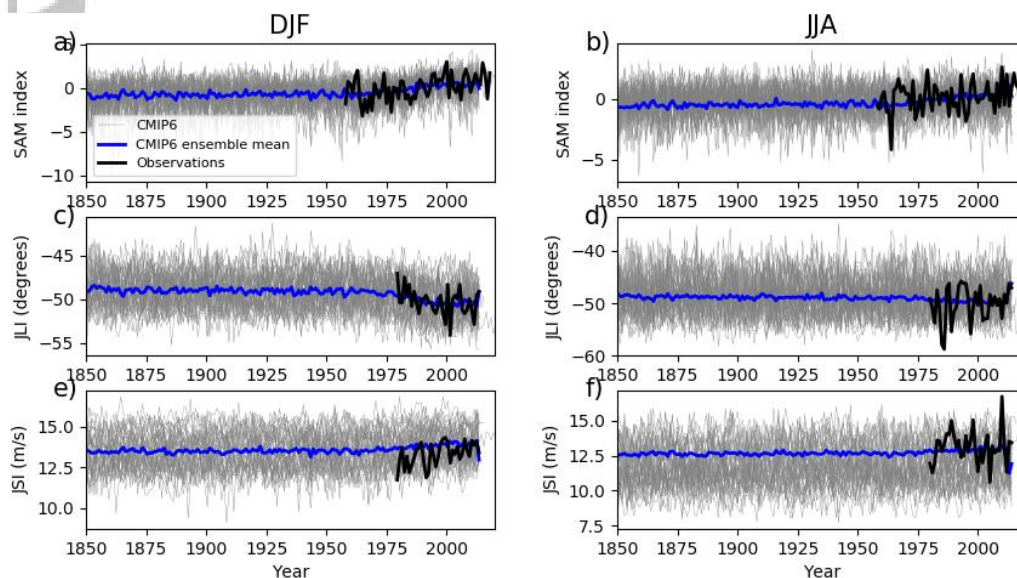 DJF
JJA
a)
b)
SAM index
5
0
−5
−10
CMIP6
CMIP6 ensemble mean
Observations
1850 1875 1900 1925 1950 1975 2000
SAM index
0
−5
1850 1875 1900 1925 1950 1975 2000
c)
d)
JLI (degrees)
−45
−50
−55
1850 1875 1900 1925 1950 1975 2000
JLI (degrees)
−40
−50
−60
1850 1875 1900 1925 1950 1975 2000
e)
f)
JSI (m/s)
15.0
12.5
10.0
1850 1875 1900 1925 1950 1975 2000
Year
JSI (m/s)
15.0
12.5
10.0
7.5
1850 1875 1900 1925 1950 1975 2000
Year